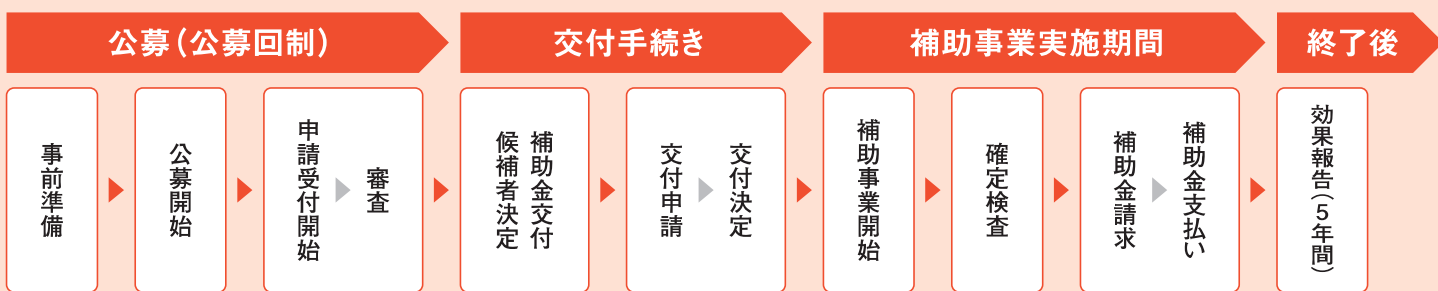 公募（公募回制）
交付手続き
補助事業実施期間
終了後
事前準備
公募開始
申請受付開始
審査
補助金交付
候補者決定
交付申請
交付決定
補助事業開始
確定検査
補助金請求
補助金支払い
効果報告（5年間）